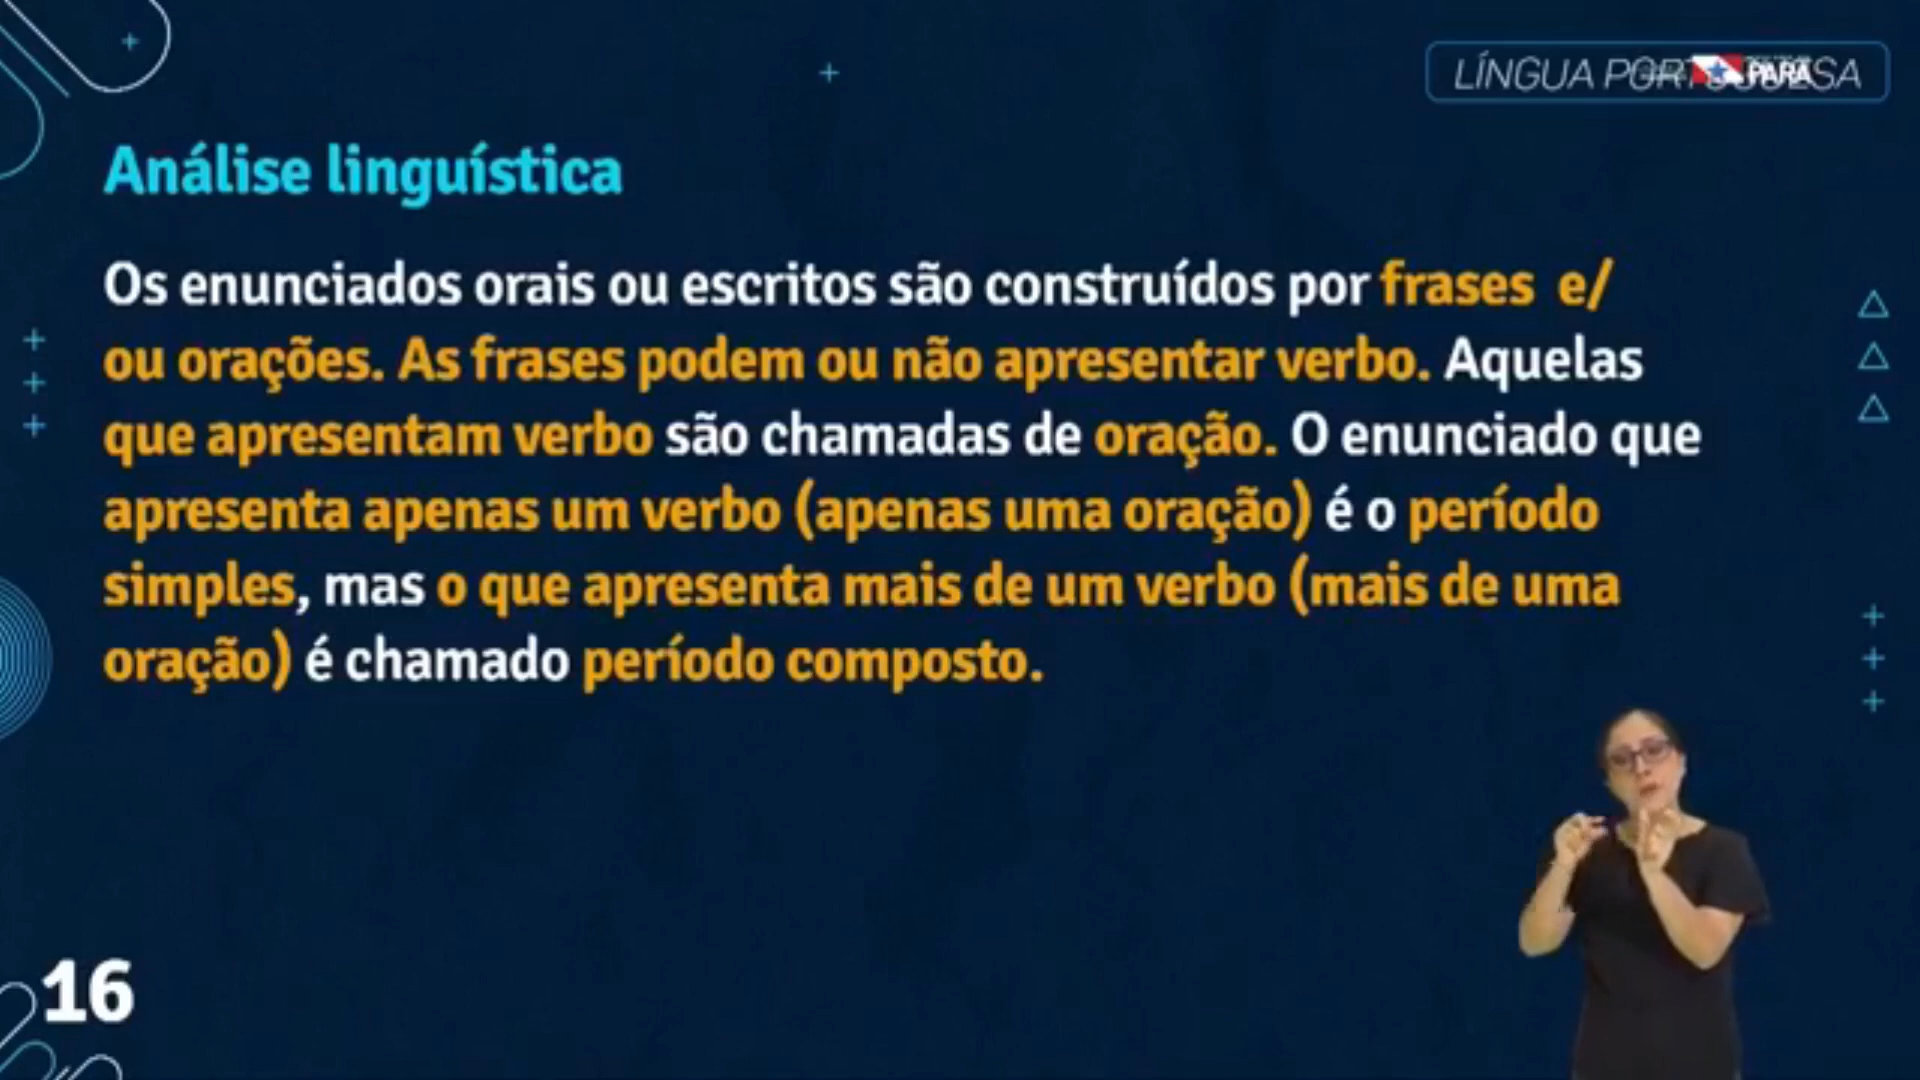 LÍNGUA PORTUGUESA
PARÁ
Análise linguística
Os enunciados orais ou escritos são construídos por frases e/
ou orações. As frases podem ou não apresentar verbo. Aquelas
que apresentam verbo são chamadas de oração. O enunciado que
apresenta apenas um verbo (apenas uma oração) é o período
simples, mas o que apresenta mais de um verbo (mais de uma
oração) é chamado período composto.
16